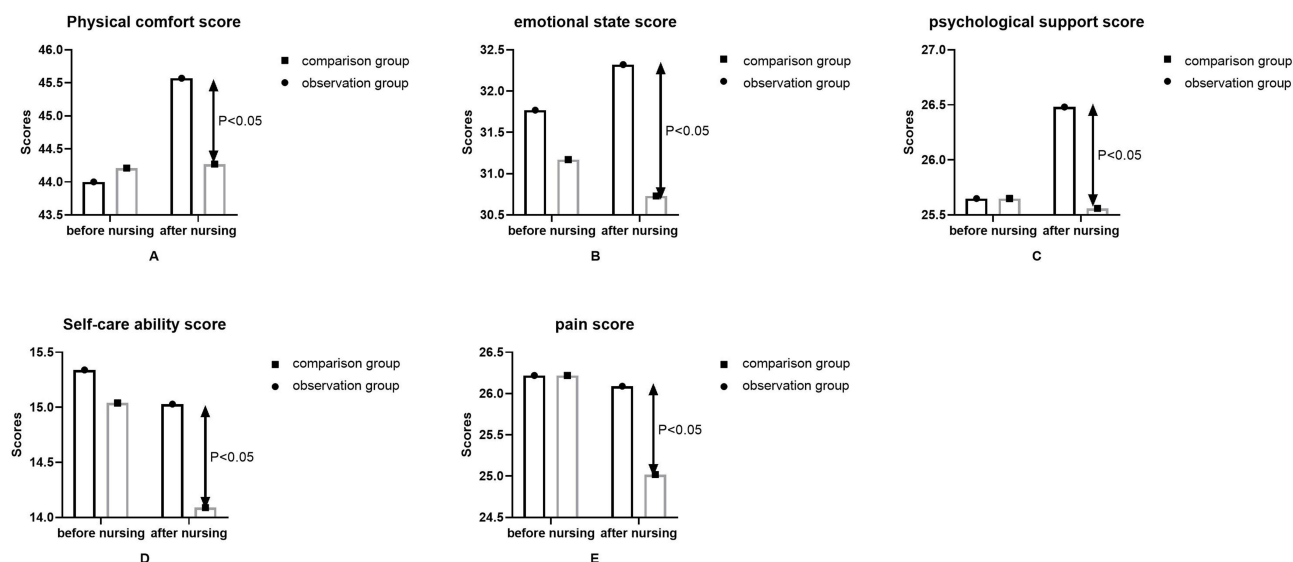 Physical comfort score
46.0
45.5
45.0
44.5
44.0
43.5
Scores
P<0.05
before nursing after nursing
A
comparison group
observation group
emotional state score
32.5
32.0
31.5
31.0
30.5
Scores
P<0.05
before nursing after nursing
B
comparison group
observation group
psychological support score
27.0
26.5
26.0
25.5
Scores
P<0.05
before nursing after nursing
C
comparison group
observation group
Self-care ability score
15.5
15.0
14.5
14.0
Scores
P<0.05
before nursing after nursing
D
comparison group
observation group
pain score
26.5
26.0
25.5
25.0
24.5
Scores
P<0.05
before nursing after nursing
E
comparison group
observation group